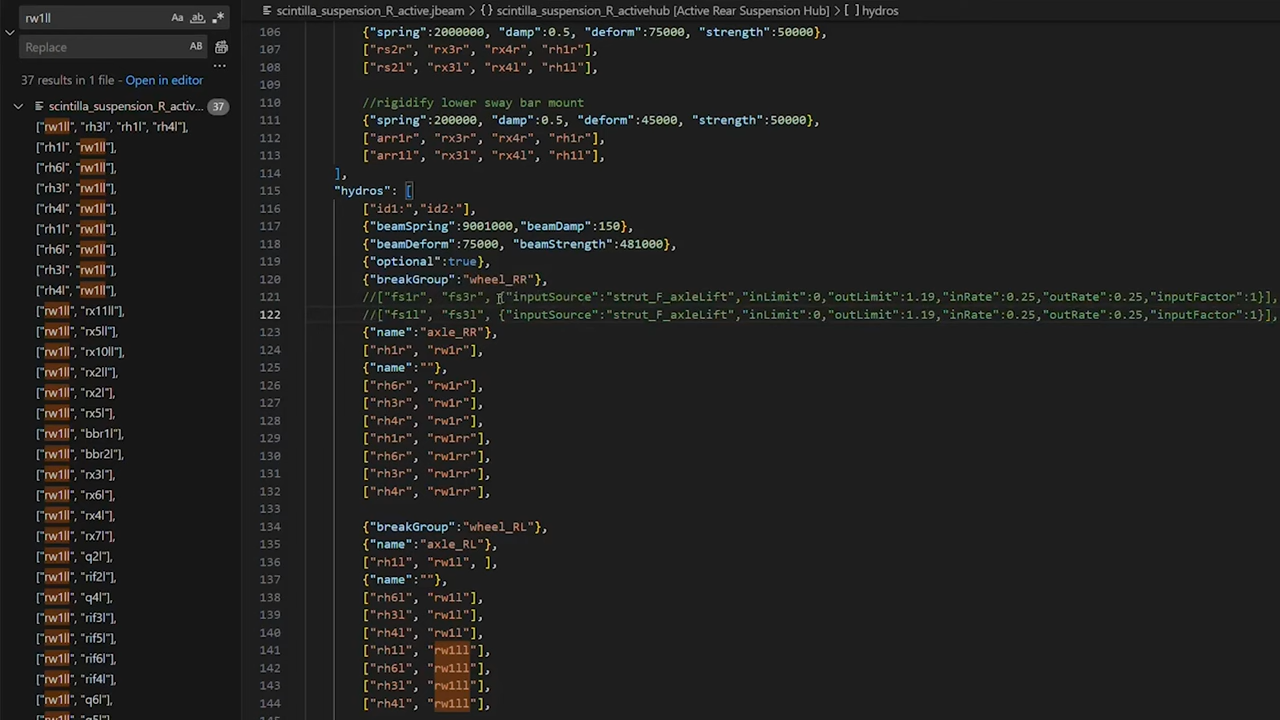 rw1ll
Aa ab .*
Replace
AB
...
37 results in 1 file - Open in editor
scintilla_suspension_R_activ... 37
["rw1ll", "rh3l", "rh1l", "rh4l"],
["rh1l", "rw1ll"],
["rh6l", "rw1ll"],
["rh3l", "rw1ll"],
["rh4l", "rw1ll"],
["rh1l", "rw1ll"],
["rh6l", "rw1ll"],
["rh3l", "rw1ll"],
["rh4l", "rw1ll"],
["rw1ll", "rx11ll"],
["rw1ll", "rx5ll"],
["rw1ll", "rx10ll"],
["rw1ll", "rx2ll"],
["rw1ll", "rx2l"],
["rw1ll", "rx5l"],
["rw1ll", "bbr1l"],
["rw1ll", "bbr2l"],
["rw1ll", "rx3l"],
["rw1ll", "rx6l"],
["rw1ll", "rx4l"],
["rw1ll", "rx7l"],
["rw1ll", "q2l"],
["rw1ll", "rif2l"],
["rw1ll", "q4l"],
["rw1ll", "rif3l"],
["rw1ll", "rif5l"],
["rw1ll", "rif6l"],
["rw1ll", "rif4l"],
["rw1ll", "q6l"],
["rw1ll", "q5l"],
scintilla_suspension_R_active.jbeam > {} scintilla_suspension_R_activehub [Active Rear Suspension Hub] > [ ] hydros
106 {"spring":2000000, "damp":0.5, "deform":75000, "strength":50000},
107 ["rs2r", "rx3r", "rx4r", "rh1r"],
108 ["rs2l", "rx3l", "rx4l", "rh1l"],
109
110 //rigidify lower sway bar mount
111 {"spring":200000, "damp":0.5, "deform":45000, "strength":50000},
112 ["arr1r", "rx3r", "rx4r", "rh1r"],
113 ["arr1l", "rx3l", "rx4l", "rh1l"],
114 ],
115 "hydros": [
116 ["id1:","id2:"],
117 {"beamSpring":9001000,"beamDamp":150},
118 {"beamDeform":75000, "beamStrength":481000},
119 {"optional":true},
120 {"breakGroup":"wheel_RR"},
121 //["fs1r", "fs3r", {"inputSource":"strut_F_axleLift","inLimit":0,"outLimit":1.19,"inRate":0.25,"outRate":0.25,"inputFactor":1}],
122 //["fs1l", "fs3l", {"inputSource":"strut_F_axleLift","inLimit":0,"outLimit":1.19,"inRate":0.25,"outRate":0.25,"inputFactor":1}],
123 {"name":"axle_RR"},
124 ["rh1r", "rw1r"],
125 {"name":""},
126 ["rh6r", "rw1r"],
127 ["rh3r", "rw1r"],
128 ["rh4r", "rw1r"],
129 ["rh1r", "rw1rr"],
130 ["rh6r", "rw1rr"],
131 ["rh3r", "rw1rr"],
132 ["rh4r", "rw1rr"],
133
134 {"breakGroup":"wheel_RL"},
135 {"name":"axle_RL"},
136 ["rh1l", "rw1l", ],
137 {"name":""},
138 ["rh6l", "rw1l"],
139 ["rh3l", "rw1l"],
140 ["rh4l", "rw1l"],
141 ["rh1l", "rw1ll"],
142 ["rh6l", "rw1ll"],
143 ["rh3l", "rw1ll"],
144 ["rh4l", "rw1ll"],